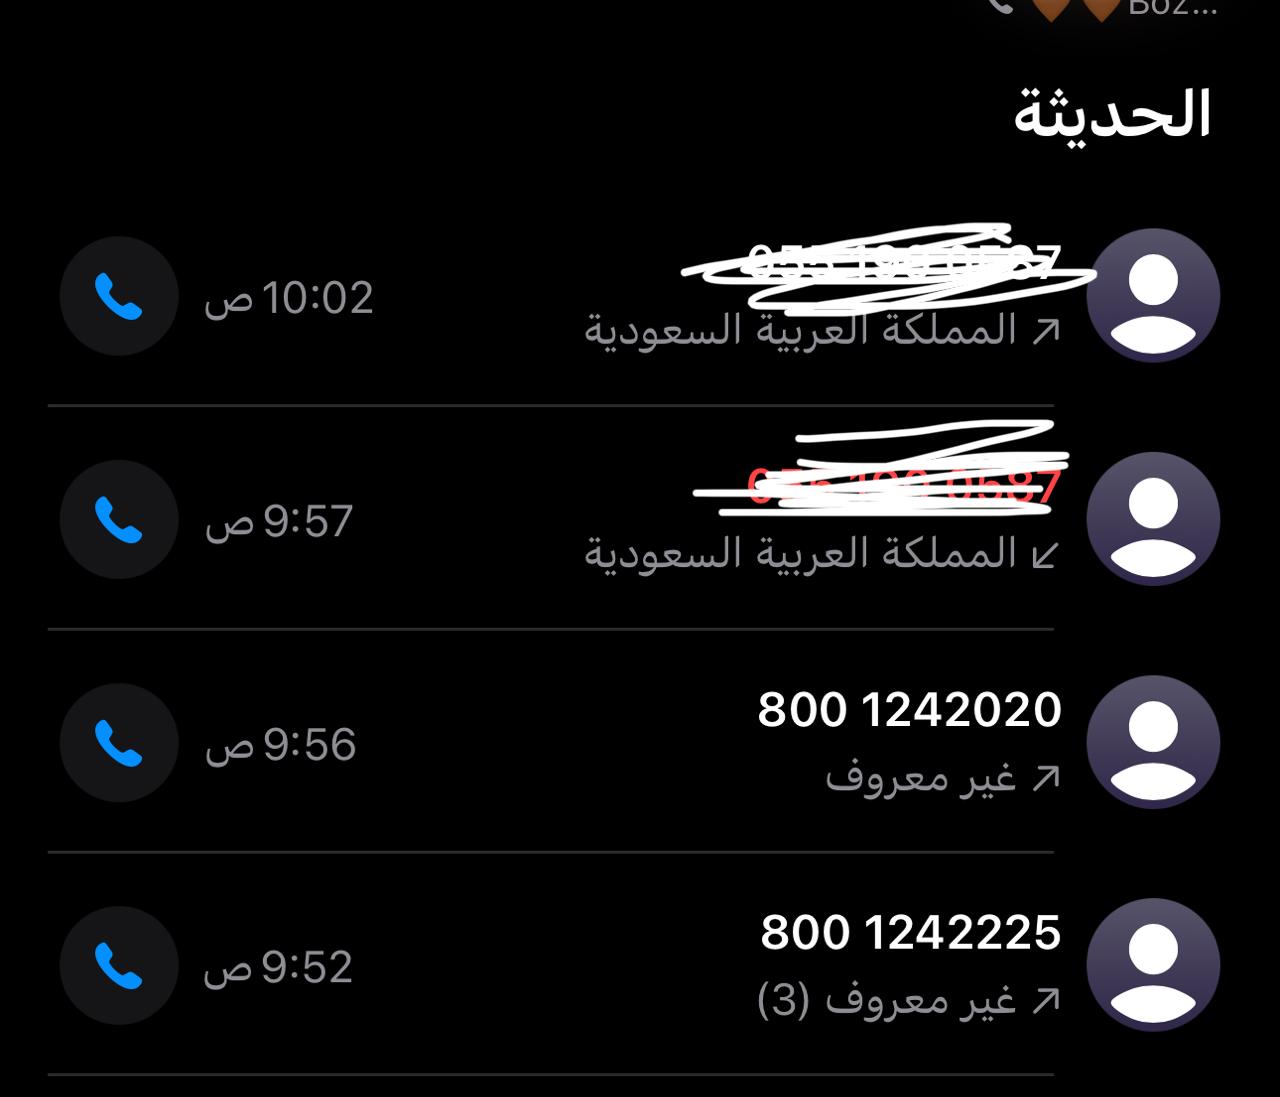 Boz...
الحديثة
المملكة العربية السعودية
10:02 ص
المملكة العربية السعودية
9:57 ص
800 1242020
غير معروف
9:56 ص
800 1242225
غير معروف (3)
9:52 ص